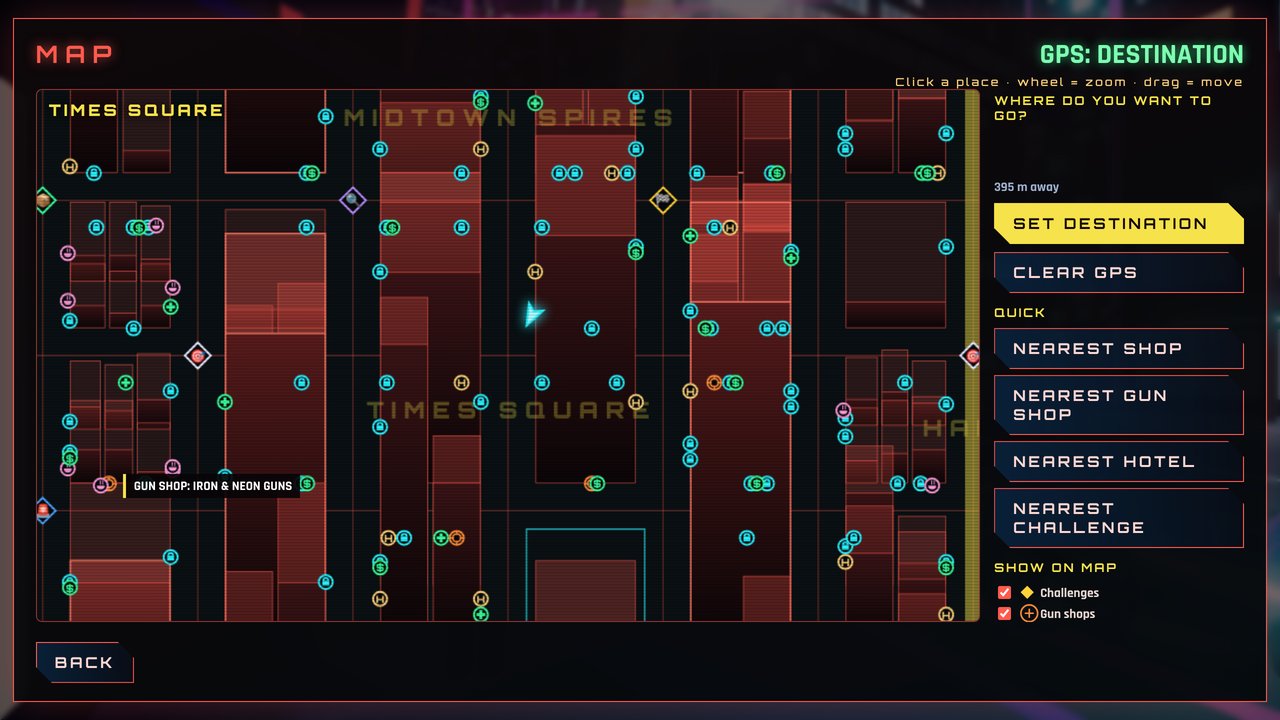 MAP
GPS: DESTINATION
Click a place · wheel = zoom · drag = move
TIMES SQUARE
MIDTOWN SPIRES
TIMES SQUARE
HA
GUN SHOP: IRON & NEON GUNS
WHERE DO YOU WANT TO
GO?
395 m away
SET DESTINATION
CLEAR GPS
QUICK
NEAREST SHOP
NEAREST GUN
SHOP
NEAREST HOTEL
NEAREST
CHALLENGE
SHOW ON MAP
Challenges
Gun shops
BACK